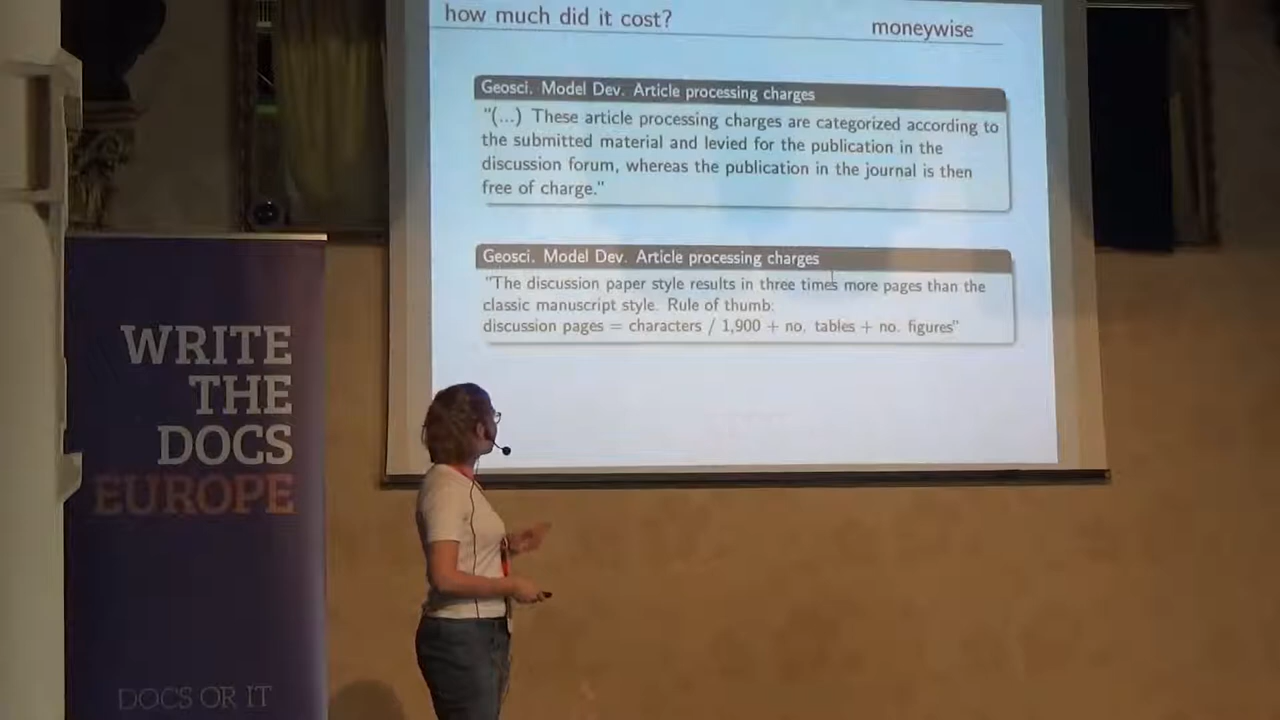 how much did it cost?
moneywise
Geosci. Model Dev. Article processing charges
"(...) These article processing charges are categorized according to
the submitted material and levied for the publication in the
discussion forum, whereas the publication in the journal is then
free of charge."
Geosci. Model Dev. Article processing charges
"The discussion paper style results in three times more pages than the
classic manuscript style. Rule of thumb:
discussion pages = characters / 1,900 + no. tables + no. figures"
WRITE
THE
DOCS
EUROPE
DOCS OR IT